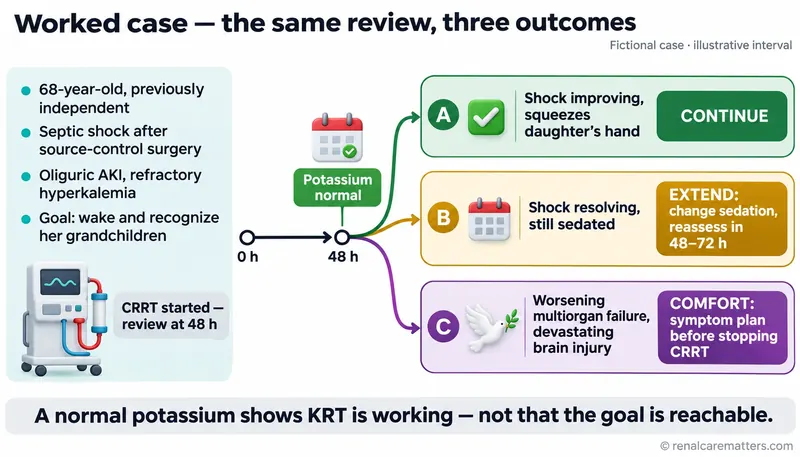 Worked case — the same review, three outcomes
Fictional case · illustrative interval
68-year-old, previously
independent
Septic shock after
source-control surgery
Oliguric AKI, refractory
hyperkalemia
Goal: wake and recognize
her grandchildren
CRRT started —
review at 48 h
0 h
Potassium
normal
48 h
A
Shock improving,
squeezes
daughter's hand
CONTINUE
B
Shock resolving,
still sedated
EXTEND:
change sedation,
reassess in
48–72 h
C
Worsening
multiorgan failure,
devastating
brain injury
COMFORT:
symptom plan
before stopping
CRRT
A normal potassium shows KRT is working — not that the goal is reachable.
© renalcarematters.com